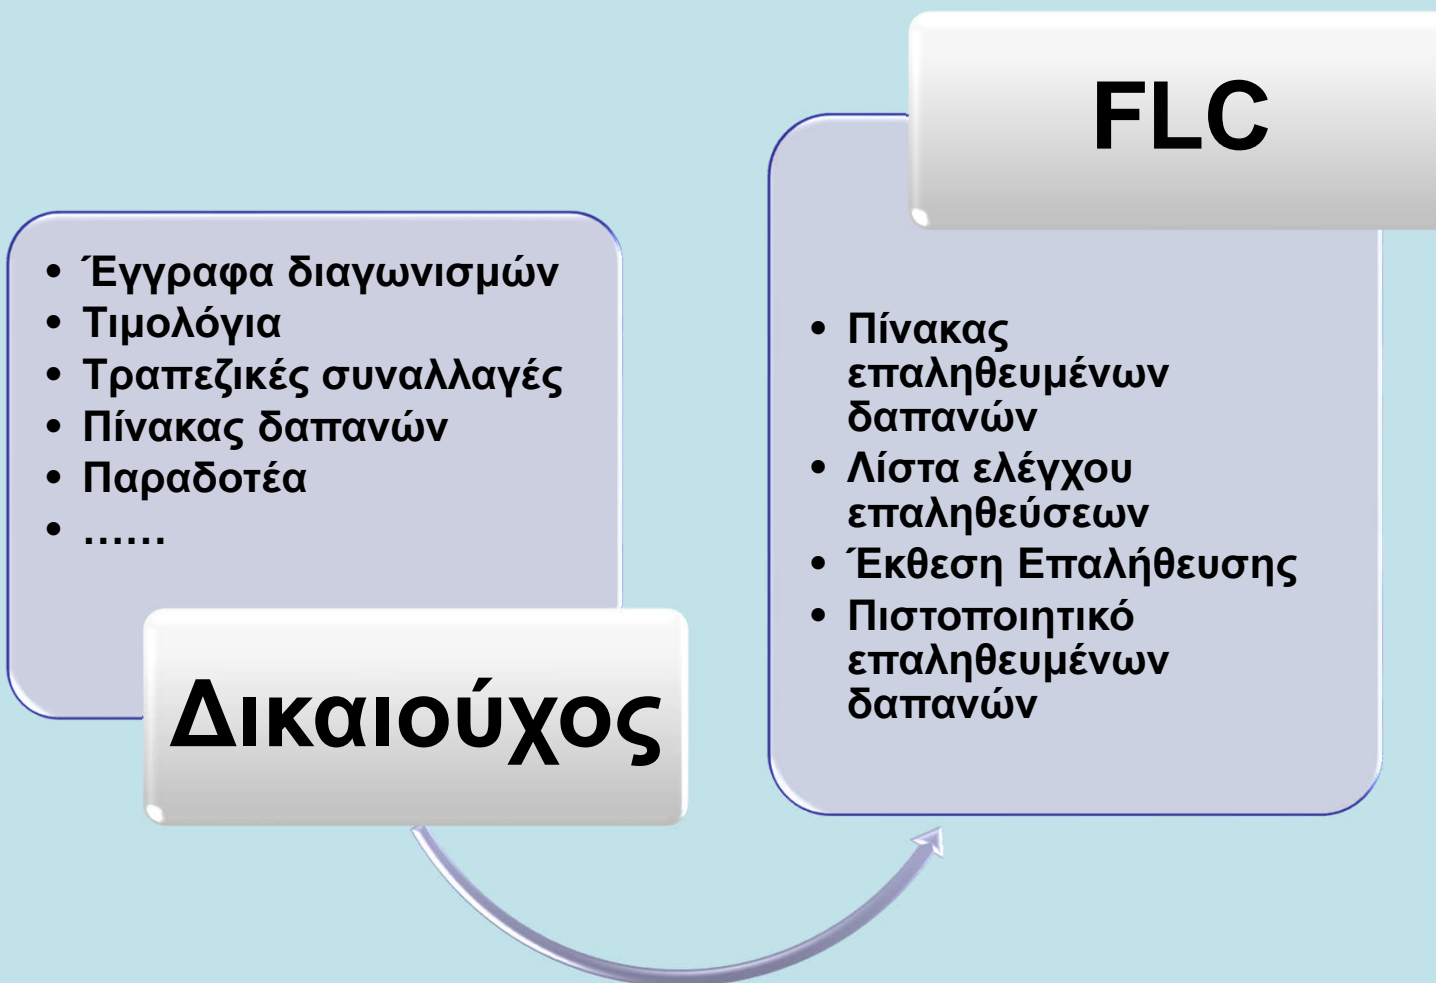 • Έγγραφα διαγωνισμών
• Τιμολόγια
• Τραπεζικές συναλλαγές
• Πίνακας δαπανών
• Παραδοτέα
• ......
Δικαιούχος
FLC
• Πίνακας
επαληθευμένων
δαπανών
• Λίστα ελέγχου
επαληθεύσεων
• Έκθεση Επαλήθευσης
• Πιστοποιητικό
επαληθευμένων
δαπανών